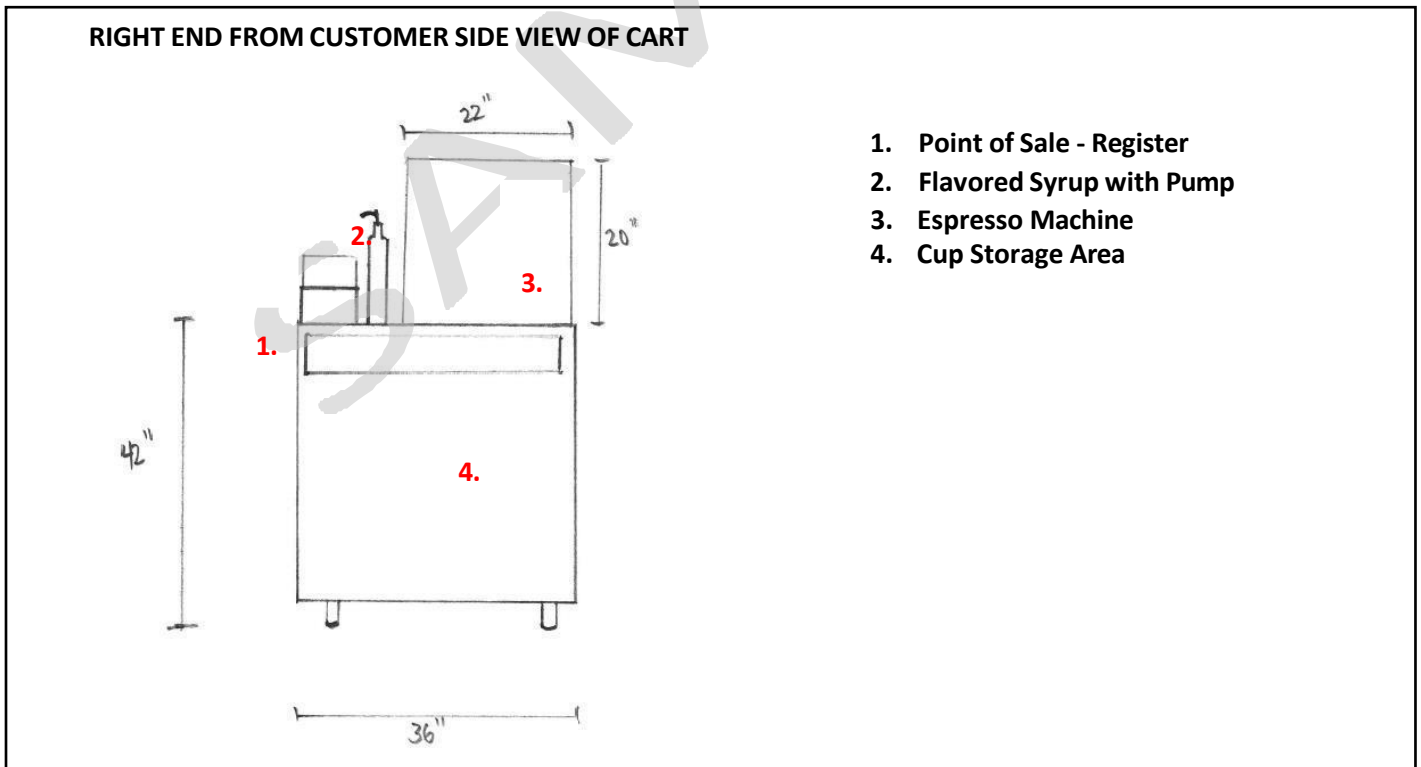 RIGHT END FROM CUSTOMER SIDE VIEW OF CART
22"
1. Point of Sale - Register
2. Flavored Syrup with Pump
3. Espresso Machine
4. Cup Storage Area
2.
20"
3.
1.
42"
4.
36"